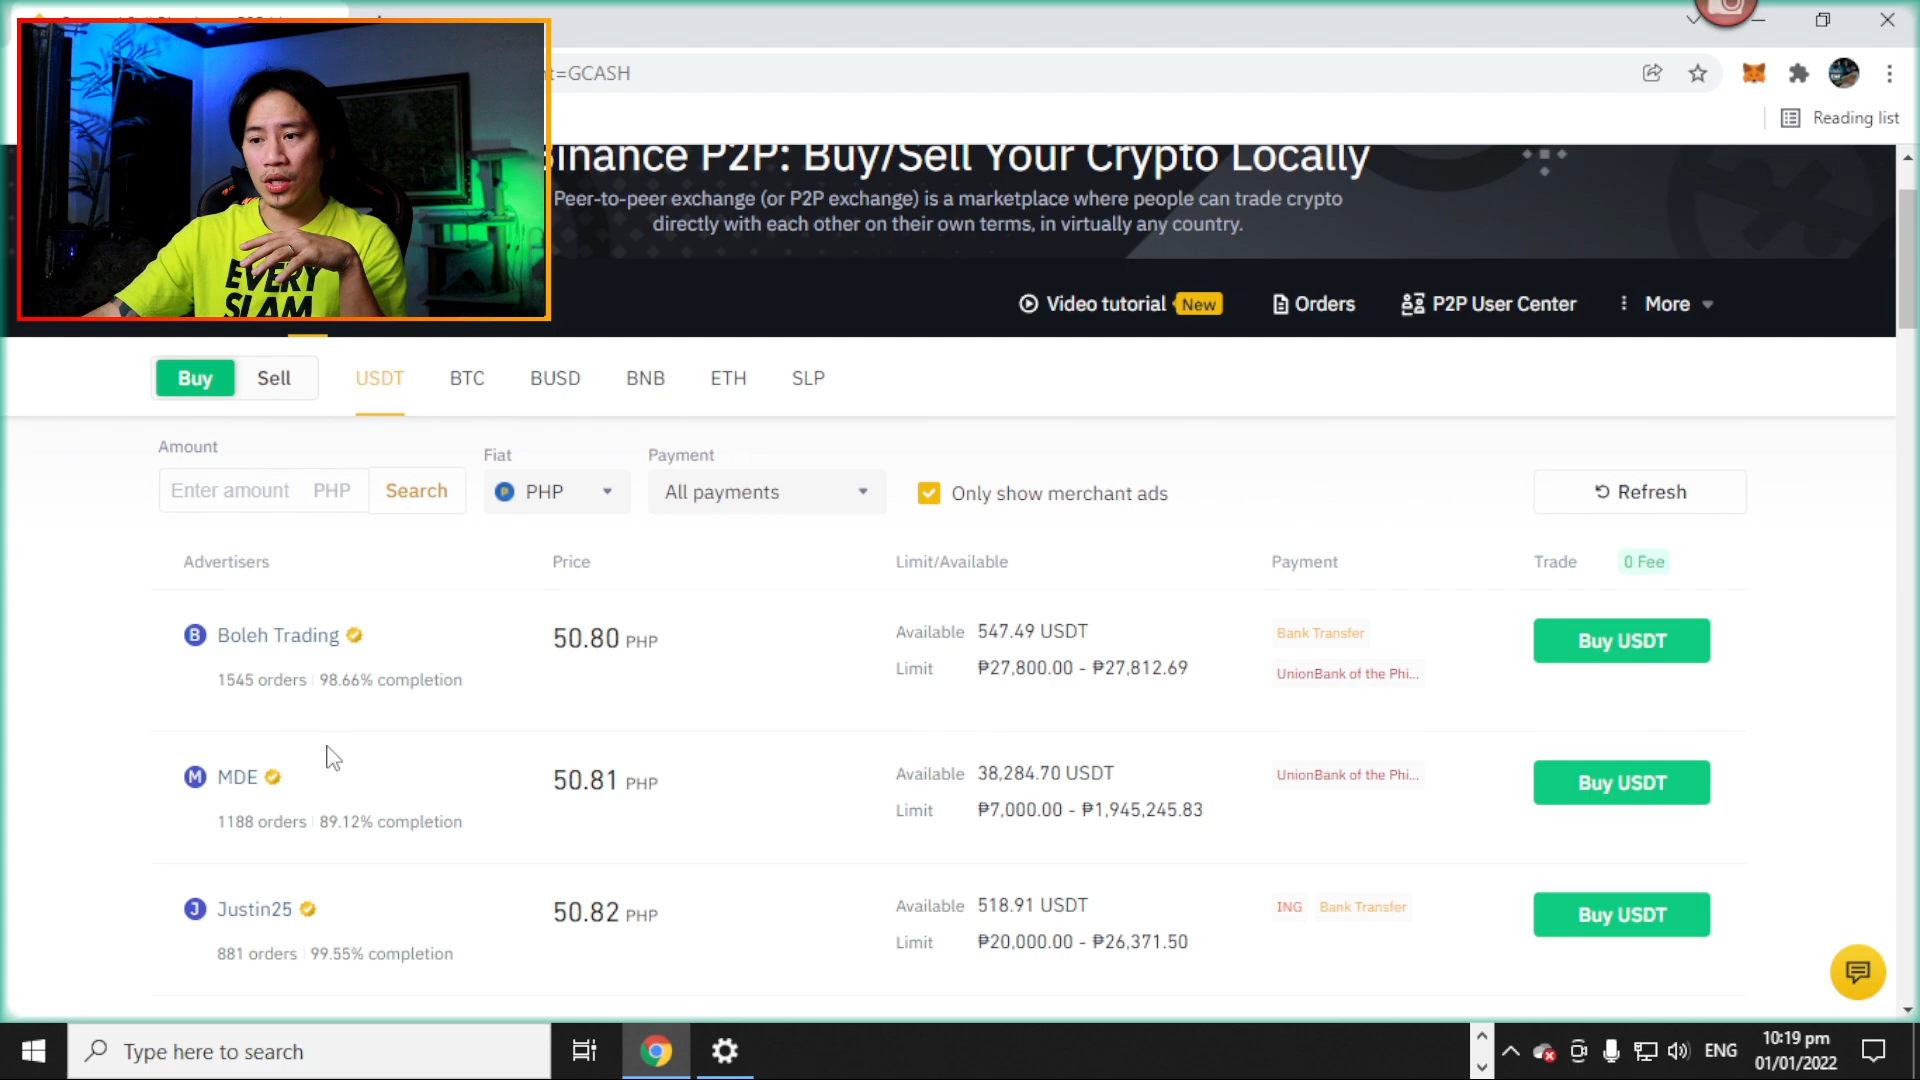 t=GCASH
Reading list
Binance P2P: Buy/Sell Your Crypto Locally
Peer-to-peer exchange (or P2P exchange) is a marketplace where people can trade crypto
directly with each other on their own terms, in virtually any country.
EVERY
SLAM
Video tutorial New Orders P2P User Center More
Buy Sell USDT BTC BUSD BNB ETH SLP
Amount Fiat Payment
Enter amount PHP Search PHP All payments Only show merchant ads Refresh
Advertisers Price Limit/Available Payment Trade 0 Fee
B Boleh Trading 50.80 PHP Available 547.49 USDT Bank Transfer Buy USDT
1545 orders 98.66% completion Limit ₱27,800.00 - ₱27,812.69 UnionBank of the Phi...
M MDE 50.81 PHP Available 38,284.70 USDT UnionBank of the Phi... Buy USDT
1188 orders 89.12% completion Limit ₱7,000.00 - ₱1,945,245.83
J Justin25 50.82 PHP Available 518.91 USDT ING Bank Transfer Buy USDT
881 orders 99.55% completion Limit ₱20,000.00 - ₱26,371.50
Type here to search ENG 10:19 pm
01/01/2022